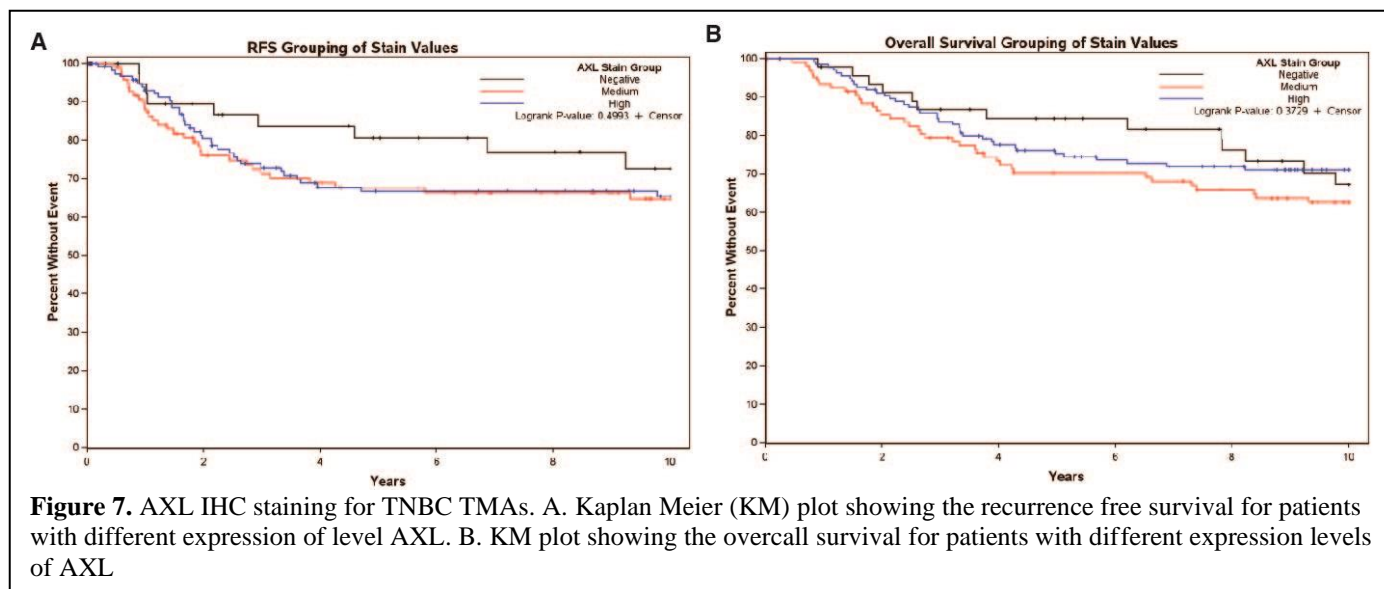 A
RFS Grouping of Stain Values
AXL Stain Group
Negative
Medium
High
Logrank P-value: 0.4993 + Censor
Percent Without Event
100
90
80
70
60
50
40
30
20
10
0
0 2 4 6 8 10
Years
B
Overall Survival Grouping of Stain Values
AXL Stain Group
Negative
Medium
High
Logrank P-value: 0.3729 + Censor
Percent Without Event
100
90
80
70
60
50
40
30
20
10
0
0 2 4 6 8 10
Years
Figure 7. AXL IHC staining for TNBC TMAs. A. Kaplan Meier (KM) plot showing the recurrence free survival for patients
with different expression of level AXL. B. KM plot showing the overcall survival for patients with different expression levels
of AXL